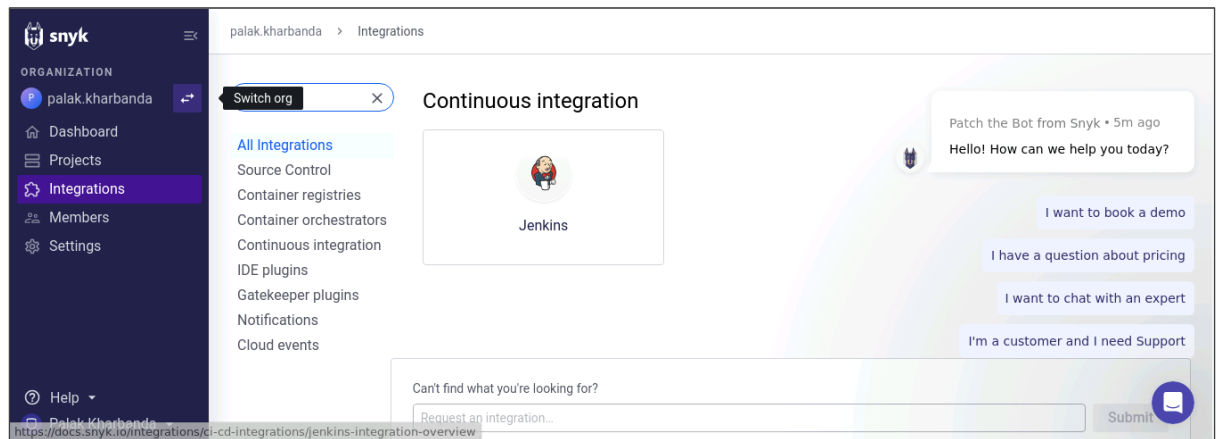 snyk
ORGANIZATION
P palak.kharbanda
Dashboard
Projects
Integrations
Members
Settings
Help
Palak Kharbanda
https://docs.snyk.io/integrations/ci-cd-integrations/jenkins-integration-overview
palak.kharbanda > Integrations
Switch org
All Integrations
Source Control
Container registries
Container orchestrators
Continuous integration
IDE plugins
Gatekeeper plugins
Notifications
Cloud events
Continuous integration
Jenkins
Patch the Bot from Snyk • 5m ago
Hello! How can we help you today?
I want to book a demo
I have a question about pricing
I want to chat with an expert
I'm a customer and I need Support
Can't find what you're looking for?
Request an integration...
Submit